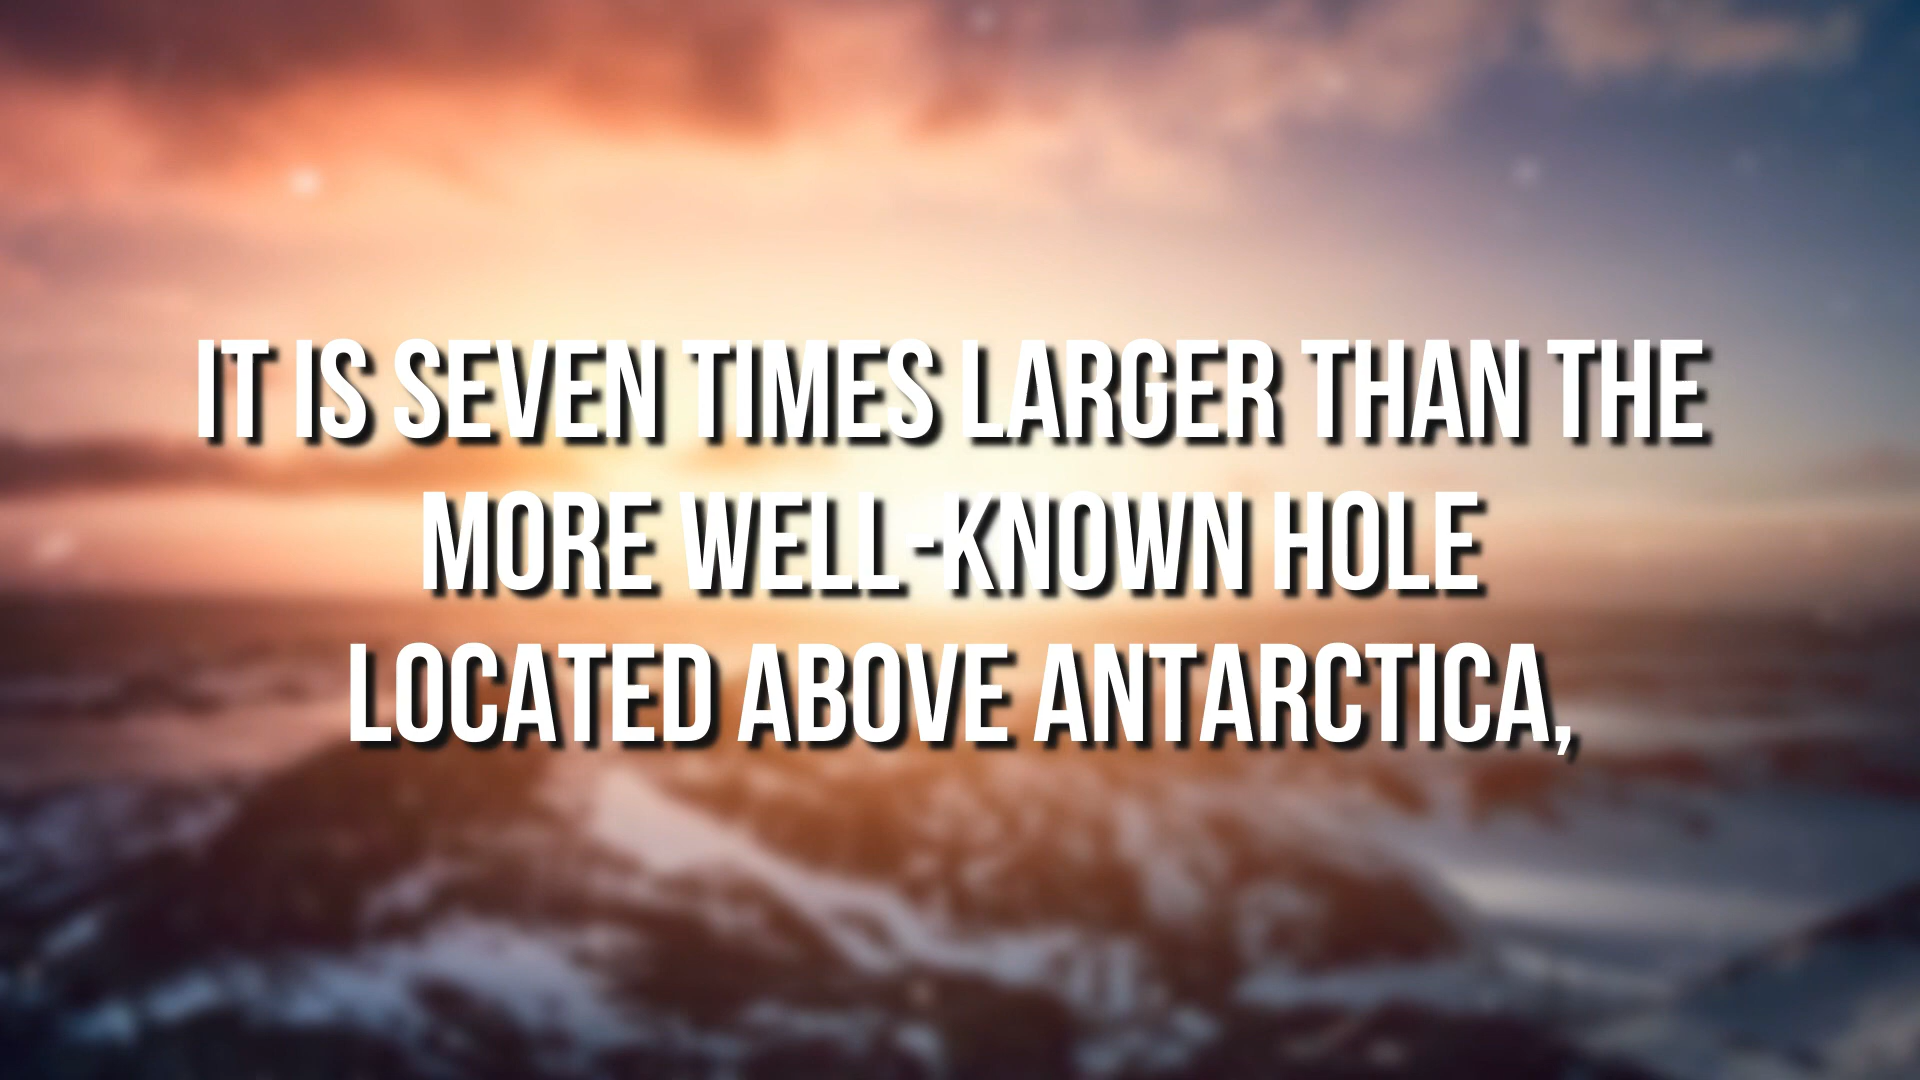 IT IS SEVEN TIMES LARGER THAN THE
MORE WELL-KNOWN HOLE
LOCATED ABOVE ANTARCTICA,